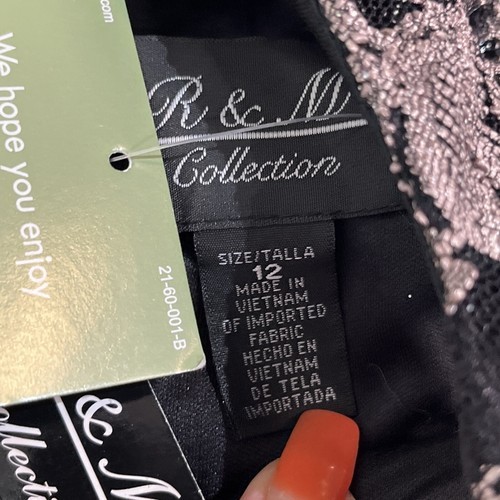 .com
We hope you enjoy
21-60-001-B
R & M
Collection
SIZE/TALLA
12
MADE IN
VIETNAM
OF IMPORTED
FABRIC
HECHO EN
VIETNAM
DE TELA
IMPORTADA
& M